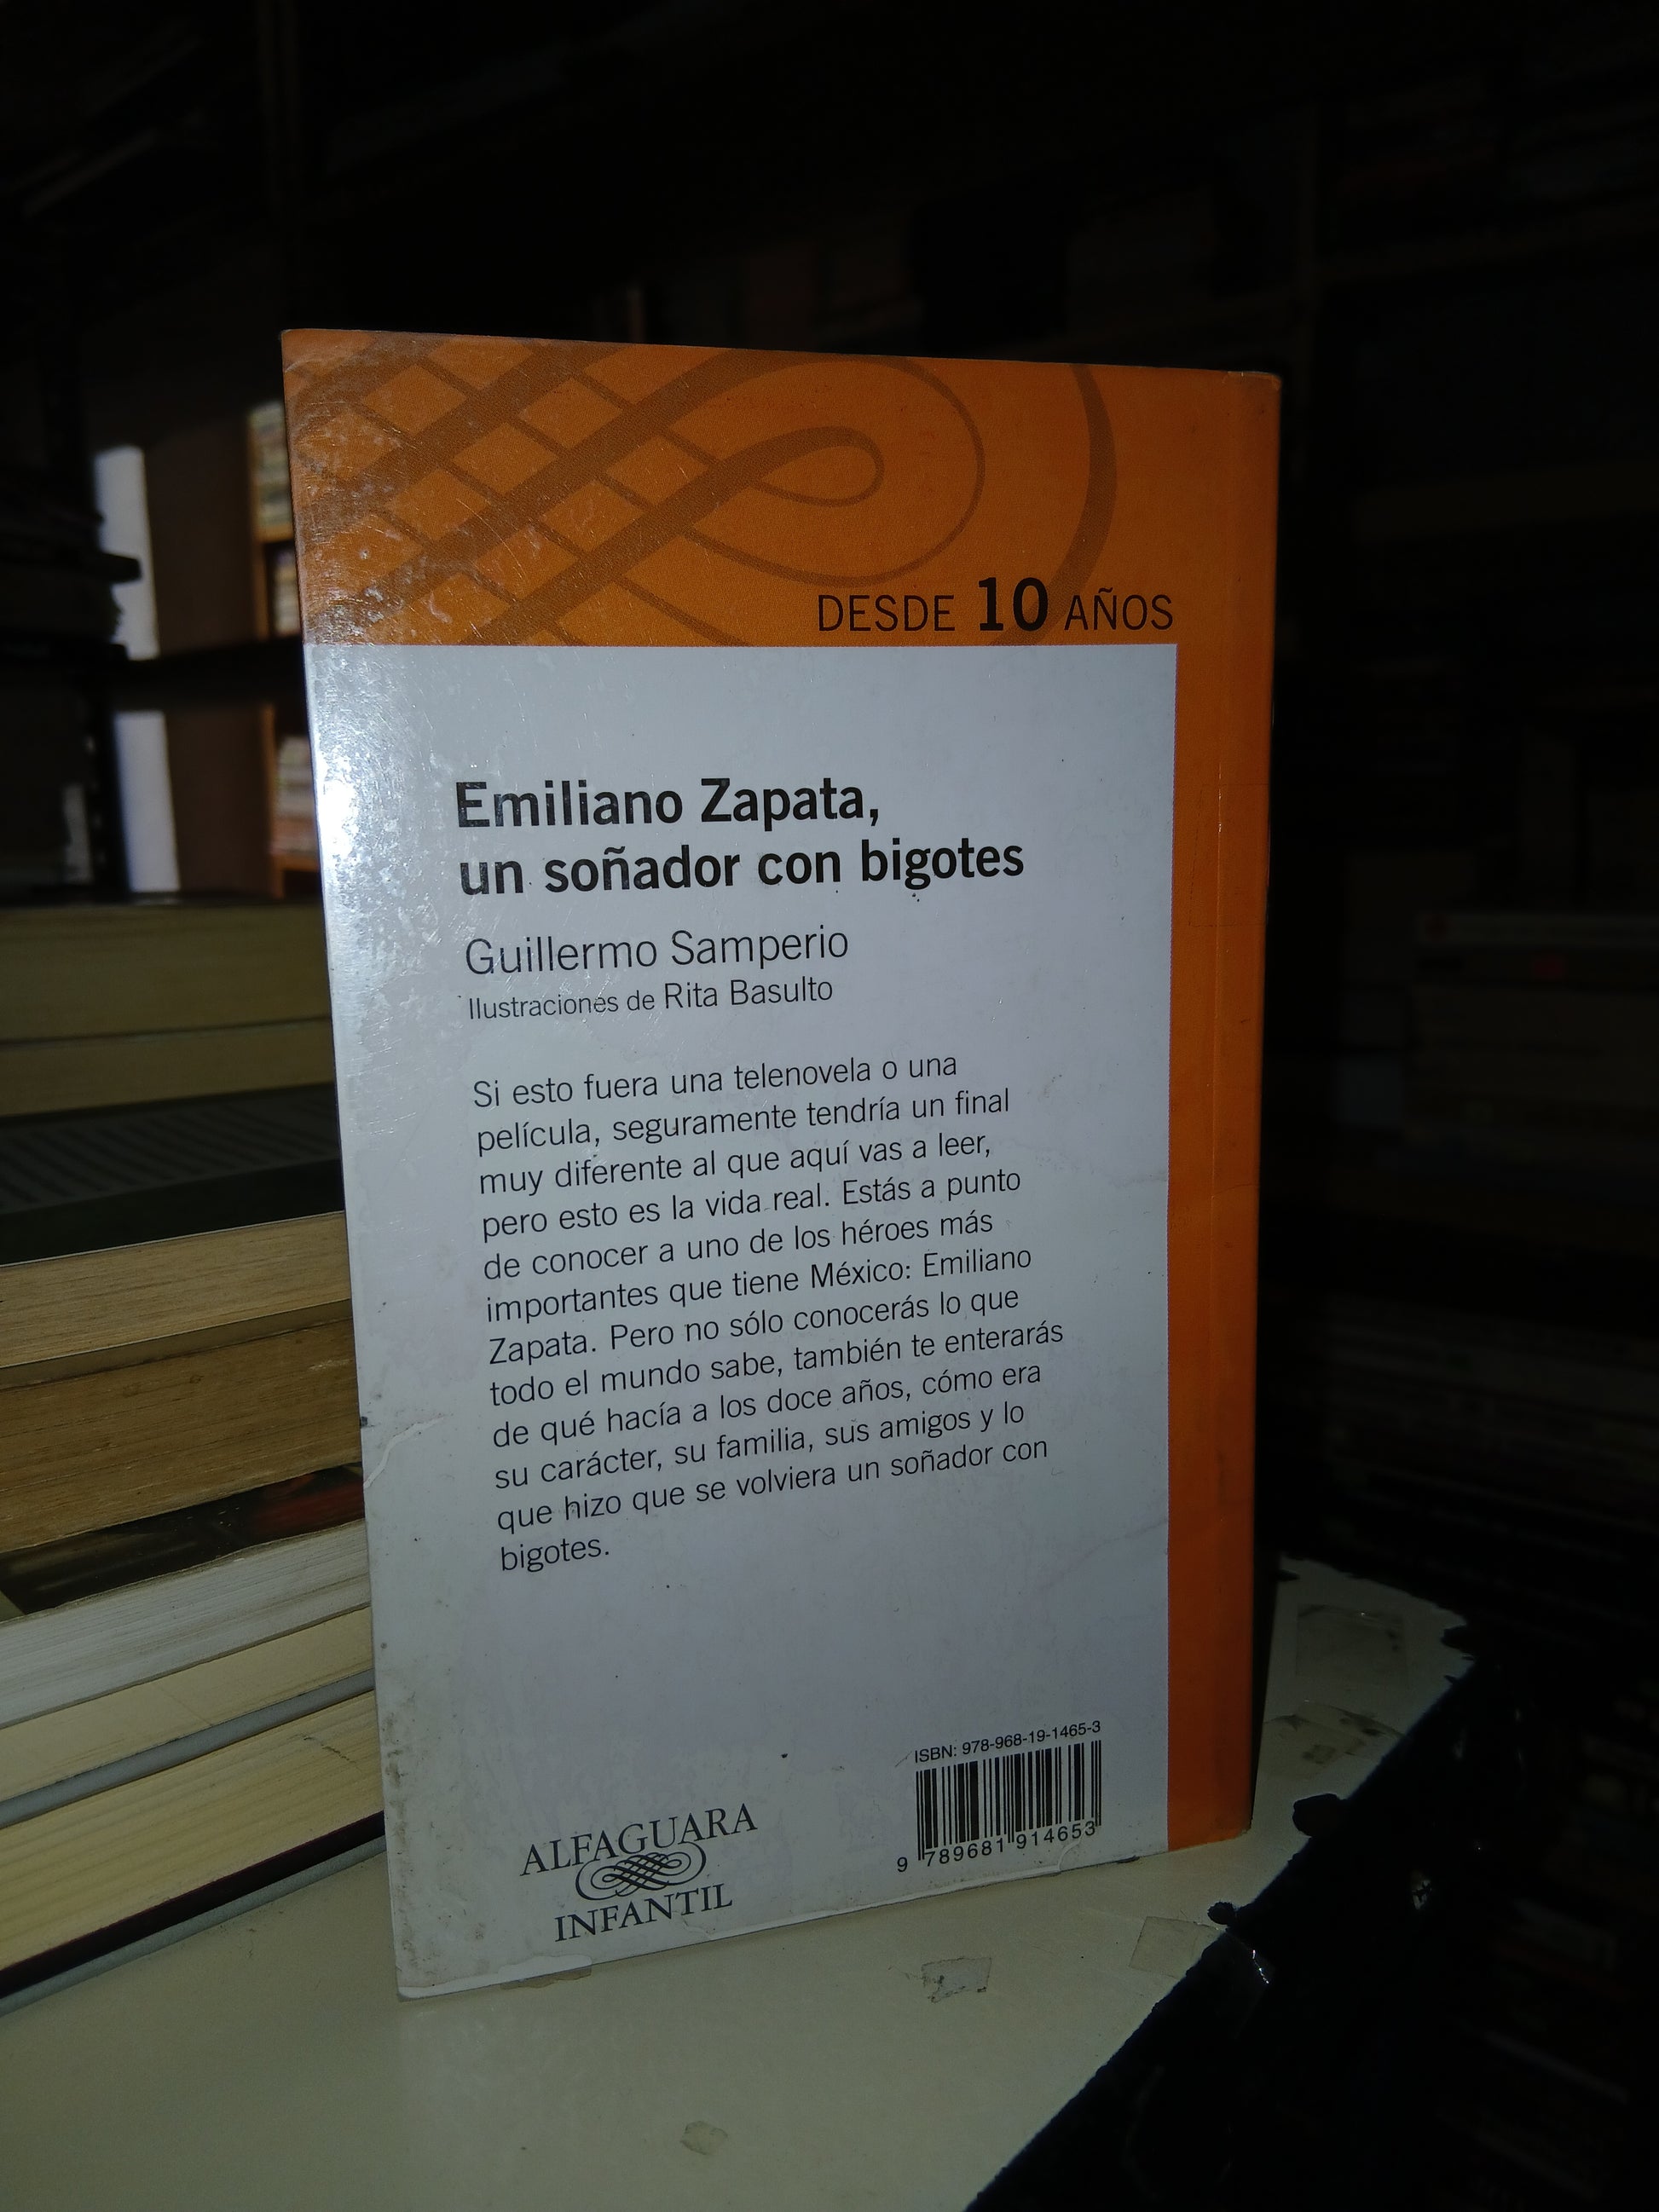 DESDE 10 AÑOS
Emiliano Zapata,
un soñador con bigotes
Guillermo Samperio
Ilustraciones de Rita Basulto
Si esto fuera una telenovela o una
película, seguramente tendría un final
muy diferente al que aquí vas a leer,
pero esto es la vida real. Estás a punto
de conocer a uno de los héroes más
importantes que tiene México: Emiliano
Zapata. Pero no sólo conocerás lo que
todo el mundo sabe, también te enterarás
de qué hacía a los doce años, cómo era
su carácter, su familia, sus amigos y lo
que hizo que se volviera un soñador con
bigotes.
ISBN: 978-968-19-1465-3
9 789681 914653
ALFAGUARA
INFANTIL